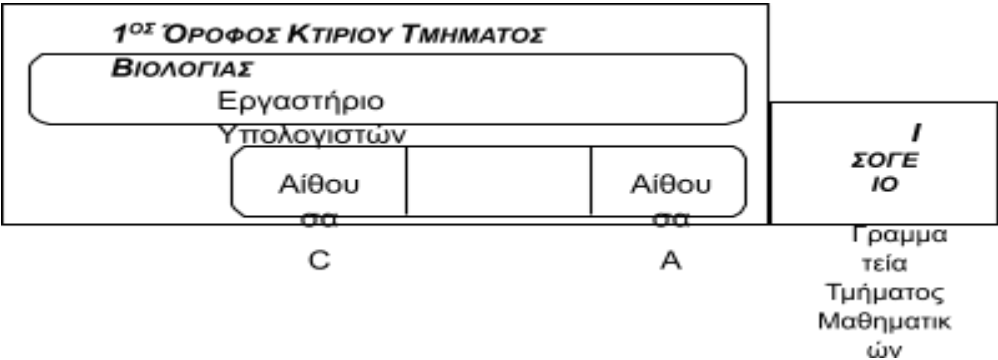 1ΟΣ ΌΡΟΦΟΣ ΚΤΙΡΙΟΥ ΤΜΗΜΑΤΟΣ
ΒΙΟΛΟΓΙΑΣ
Εργαστήριο
Υπολογιστών
Αίθου
σα
C
Αίθου
σα
A
Ι
ΣΟΓΕ
ΙΟ
Γραμμα
τεία
Τμήματος
Μαθηματικ
ών